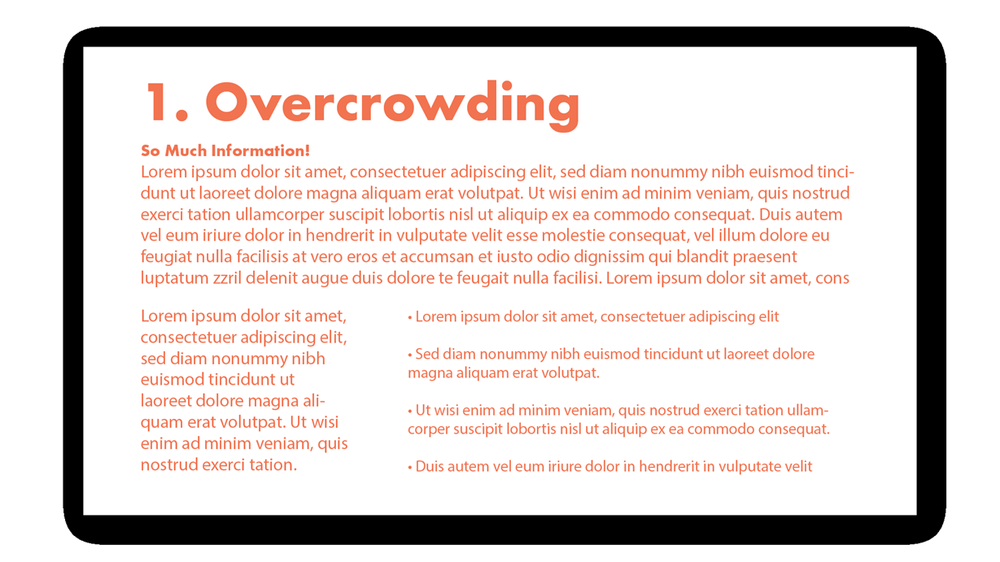 1. Overcrowding
So Much Information!
Lorem ipsum dolor sit amet, consectetuer adipiscing elit, sed diam nonummy nibh euismod tinci-
dunt ut laoreet dolore magna aliquam erat volutpat. Ut wisi enim ad minim veniam, quis nostrud
exerci tation ullamcorper suscipit lobortis nisl ut aliquip ex ea commodo consequat. Duis autem
vel eum iriure dolor in hendrerit in vulputate velit esse molestie consequat, vel illum dolore eu
feugiat nulla facilisis at vero eros et accumsan et iusto odio dignissim qui blandit praesent
luptatum zzril delenit augue duis dolore te feugait nulla facilisi. Lorem ipsum dolor sit amet, cons
Lorem ipsum dolor sit amet,
consectetuer adipiscing elit,
sed diam nonummy nibh
euismod tincidunt ut
laoreet dolore magna ali-
quam erat volutpat. Ut wisi
enim ad minim veniam, quis
nostrud exerci tation.
• Lorem ipsum dolor sit amet, consectetuer adipiscing elit
• Sed diam nonummy nibh euismod tincidunt ut laoreet dolore
magna aliquam erat volutpat.
• Ut wisi enim ad minim veniam, quis nostrud exerci tation ullam-
corper suscipit lobortis nisl ut aliquip ex ea commodo consequat.
• Duis autem vel eum iriure dolor in hendrerit in vulputate velit